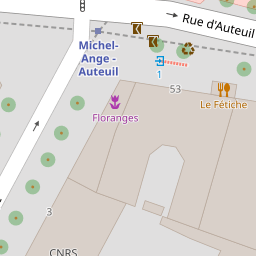 Rue d'Auteuil
Michel-
Ange -
Auteuil
1
53
Le Fétiche
Floranges
3
CNRS